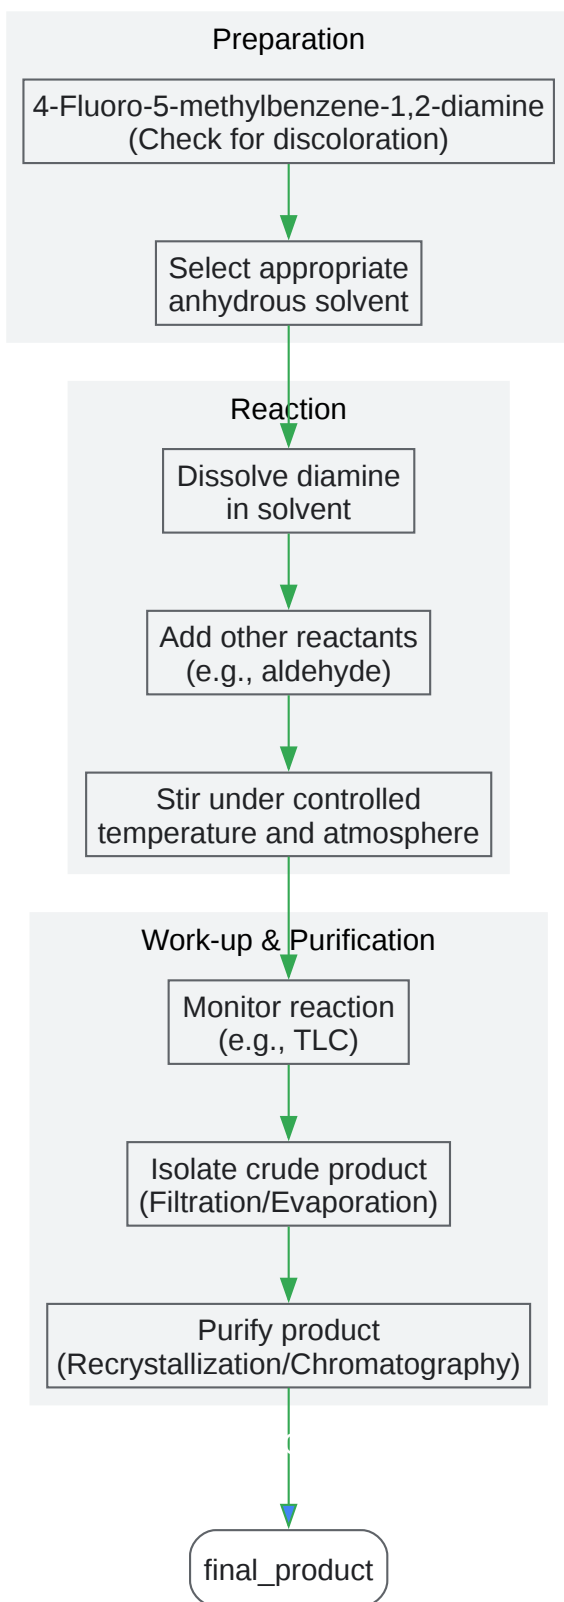 Preparation
4-Fluoro-5-methylbenzene-1,2-diamine
(Check for discoloration)
Select appropriate
anhydrous solvent
Reaction
Dissolve diamine
in solvent
Add other reactants
(e.g., aldehyde)
Stir under controlled
temperature and atmosphere
Work-up & Purification
Monitor reaction
(e.g., TLC)
Isolate crude product
(Filtration/Evaporation)
Purify product
(Recrystallization/Chromatography)
final_product